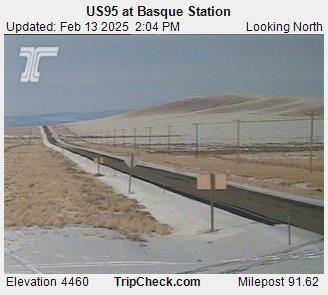 US95 at Basque Station
Updated: Feb 13 2025 2:04 PM Looking North
Elevation 4460 TripCheck.com Milepost 91.62